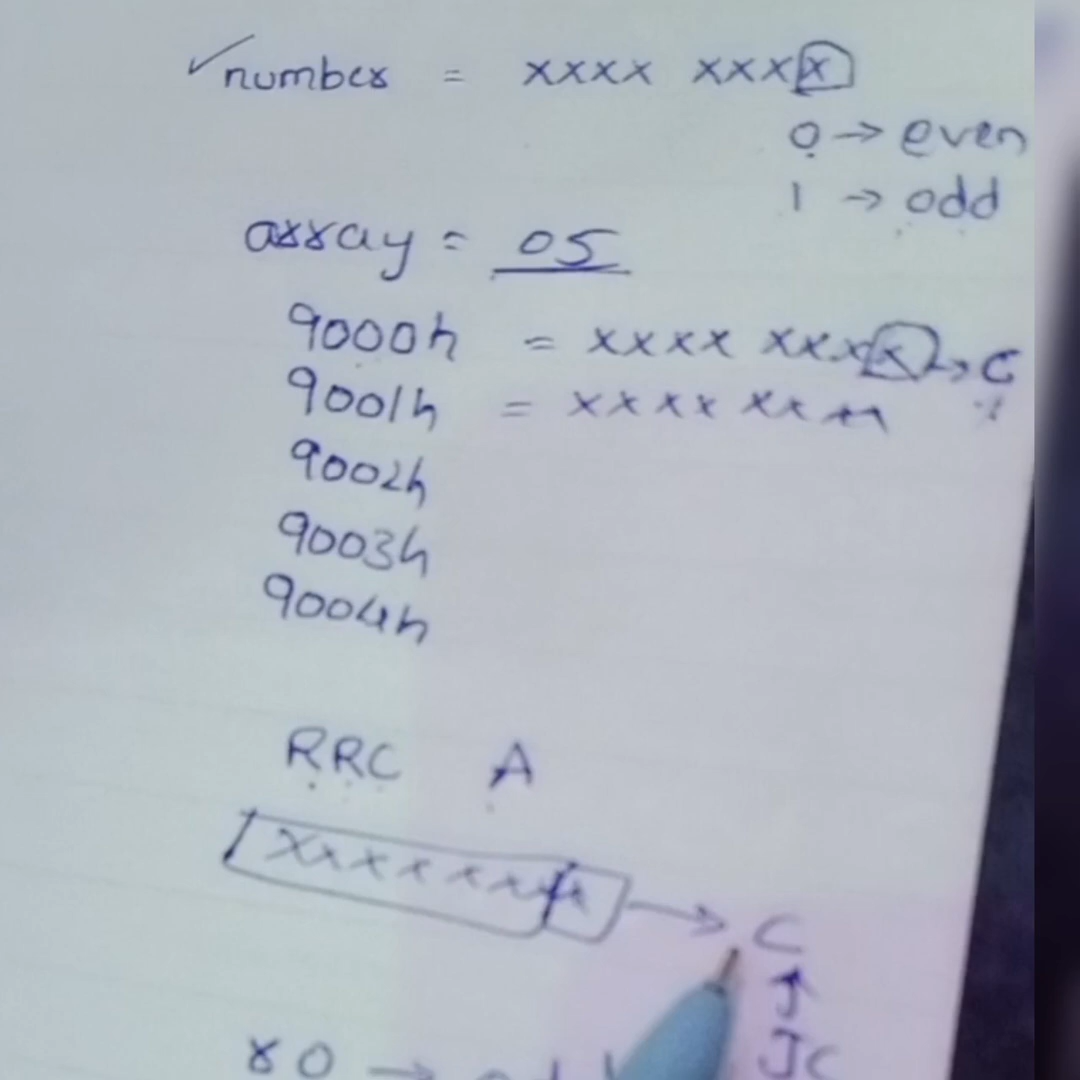 ✓number = xxxx xxxx
0 → even
1 → odd
array = 05
9000h = xxxx xxxx → C
9001h = xxxx xxxx
9002h
9003h
9004h
RRC A
xxxxxxxx → C
↑
JC
r0 →